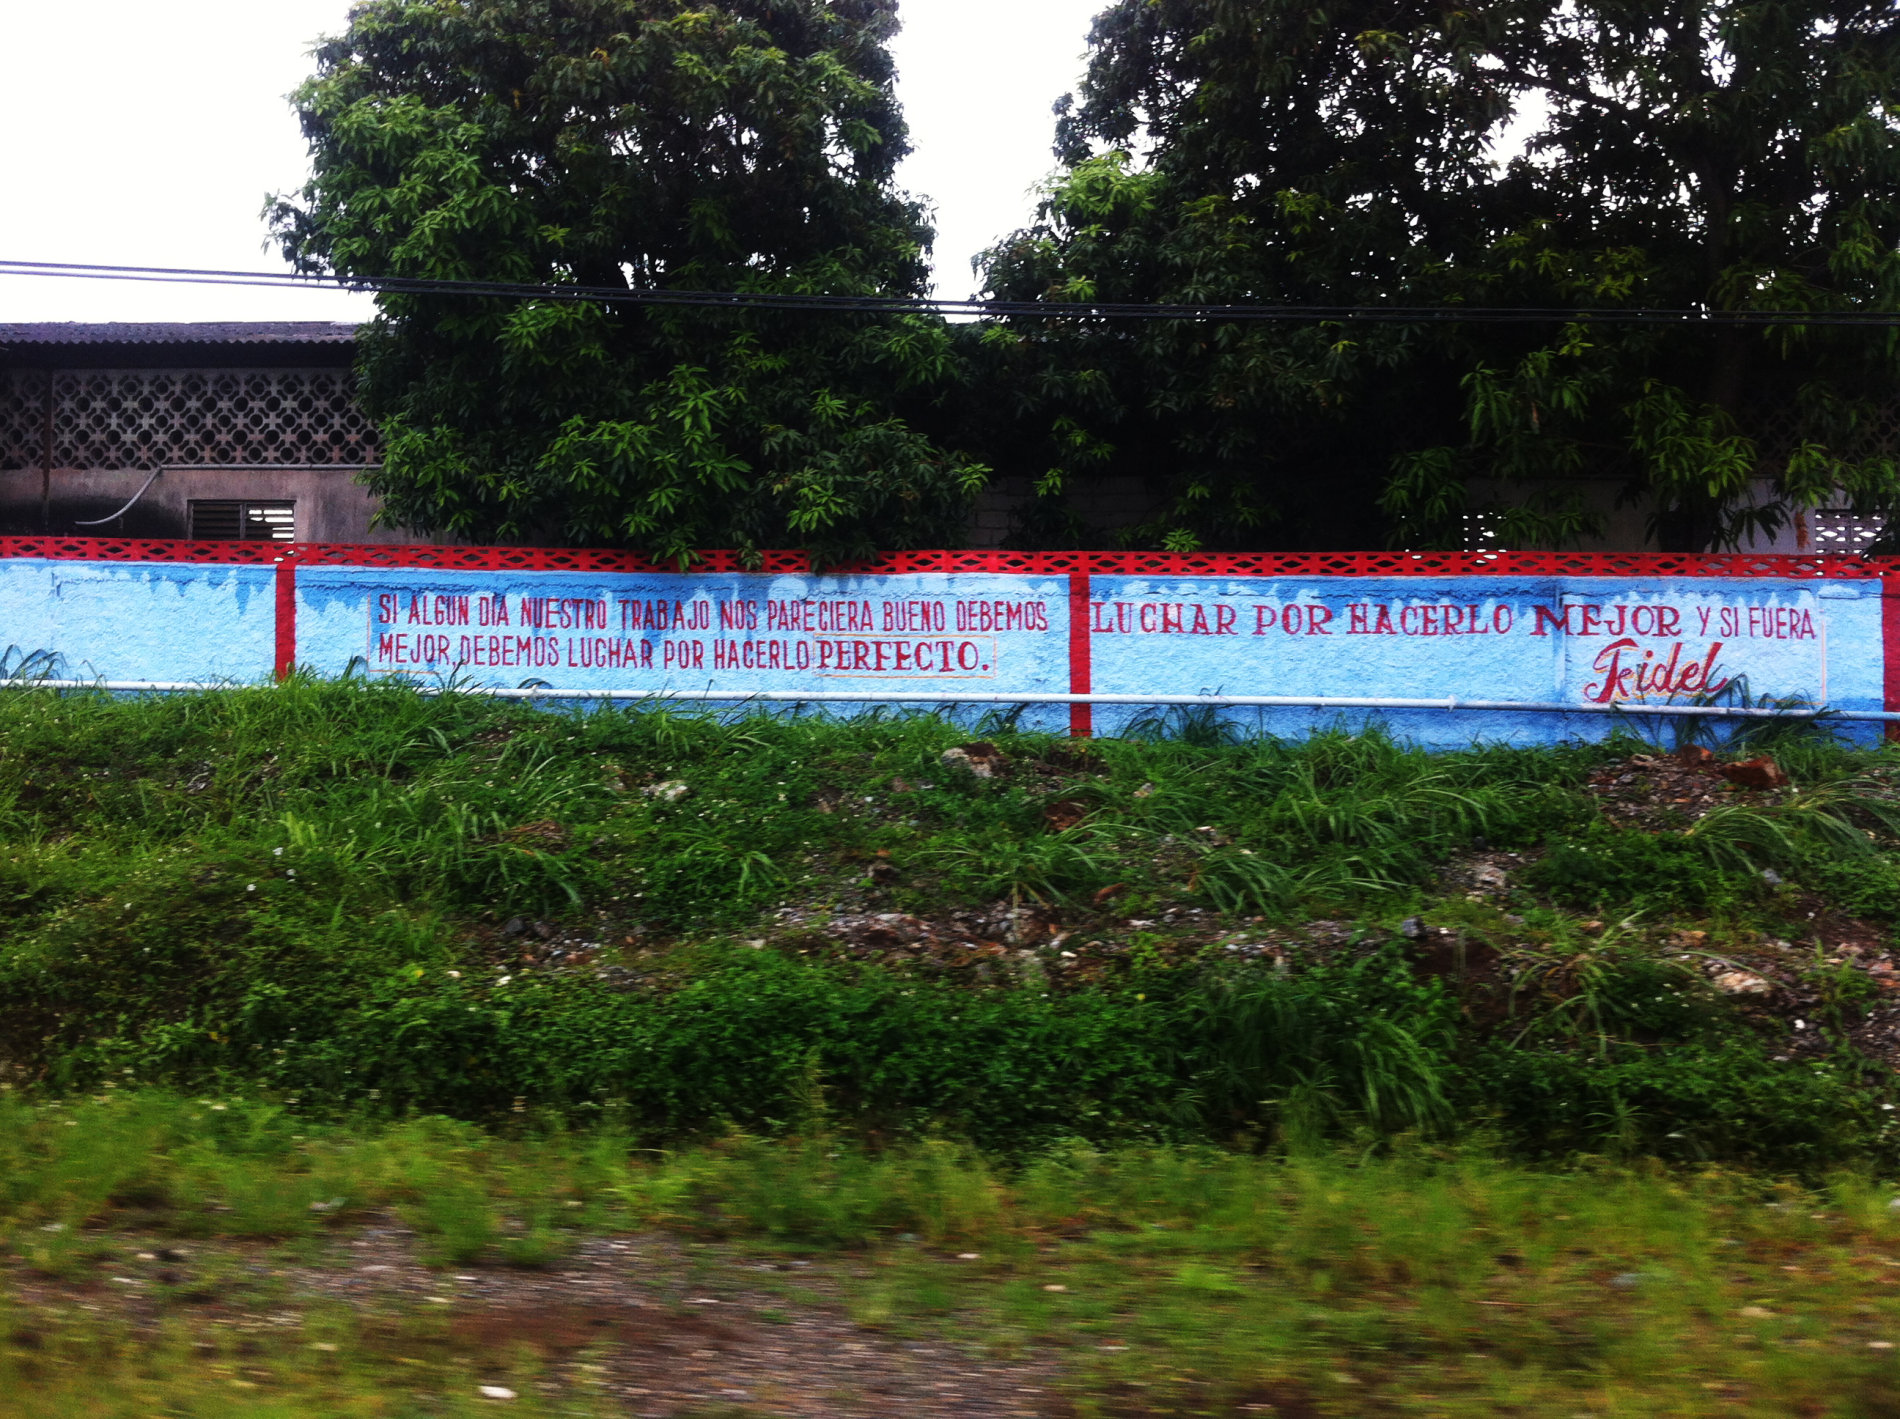 SI ALGUN DIA NUESTRO TRABAJO NOS PARECIERA BUENO DEBEMOS LUCHAR POR HACERLO MEJOR Y SI FUERA
MEJOR, DEBEMOS LUCHAR POR HACERLO PERFECTO.
Fidel